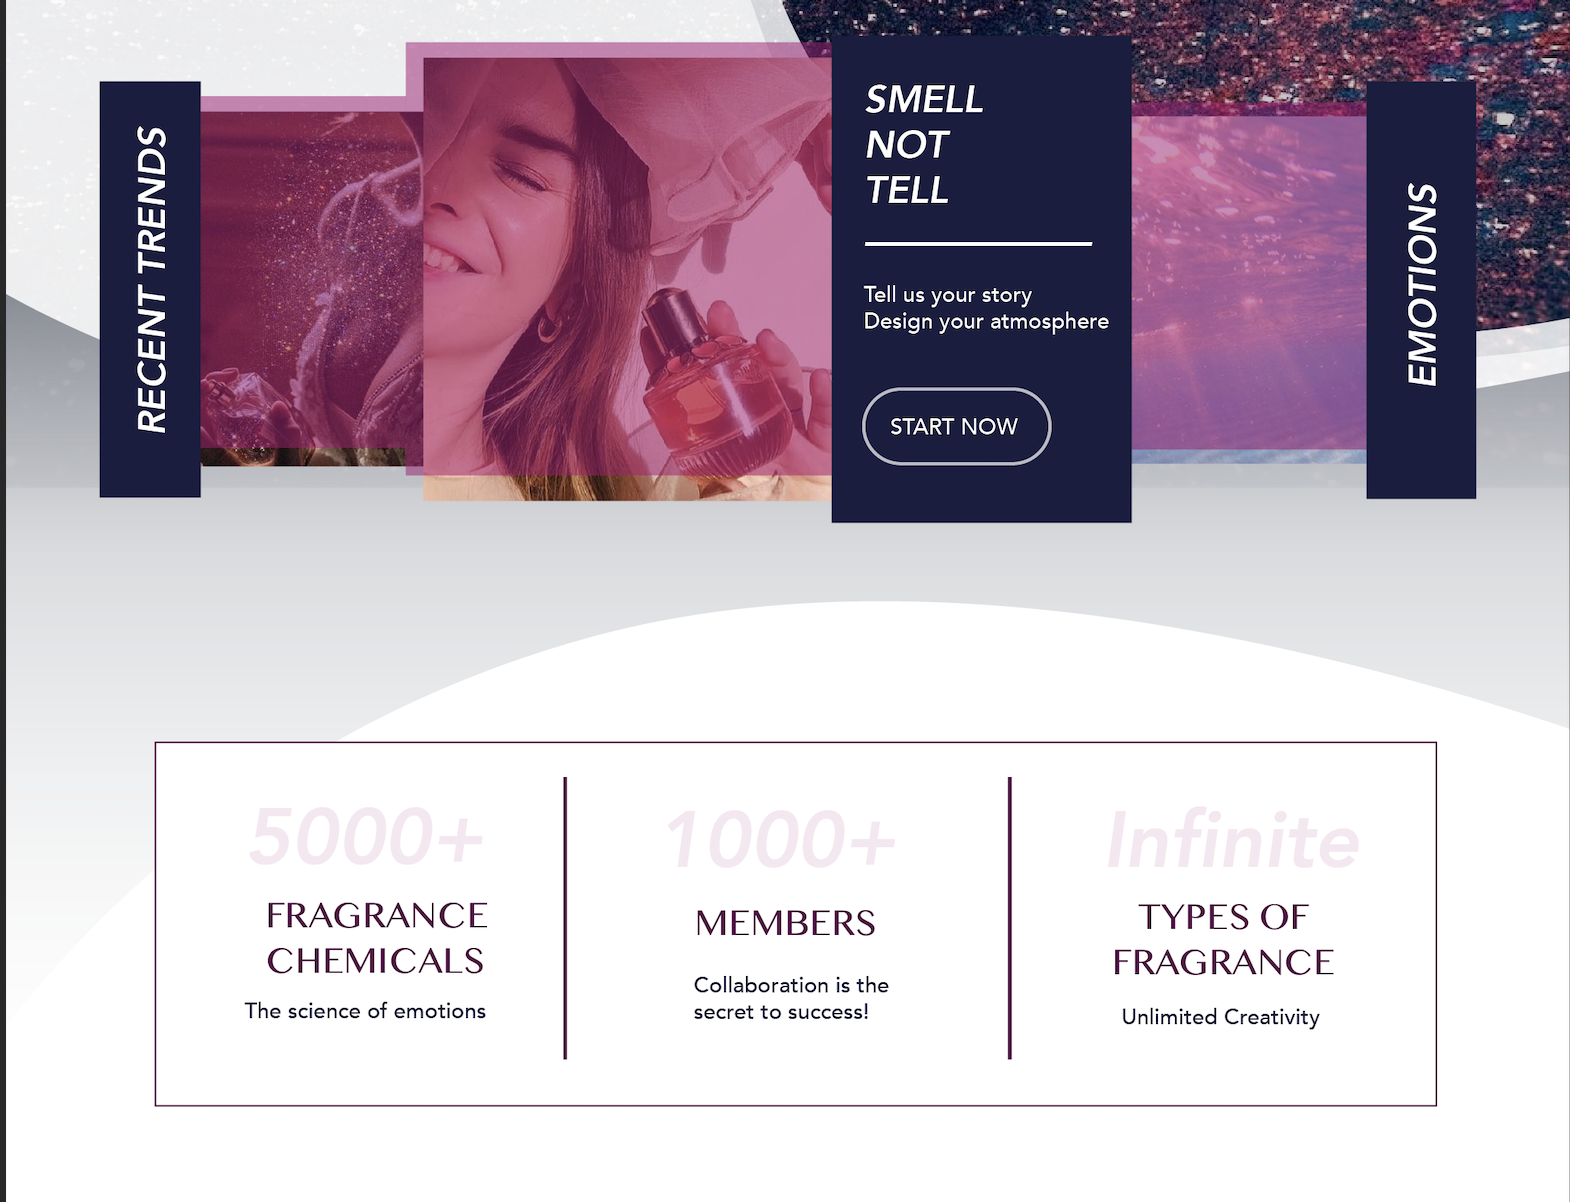 RECENT TRENDS
SMELL
NOT
TELL
Tell us your story
Design your atmosphere
START NOW
EMOTIONS
5000+
FRAGRANCE
CHEMICALS
The science of emotions
1000+
MEMBERS
Collaboration is the
secret to success!
Infinite
TYPES OF
FRAGRANCE
Unlimited Creativity